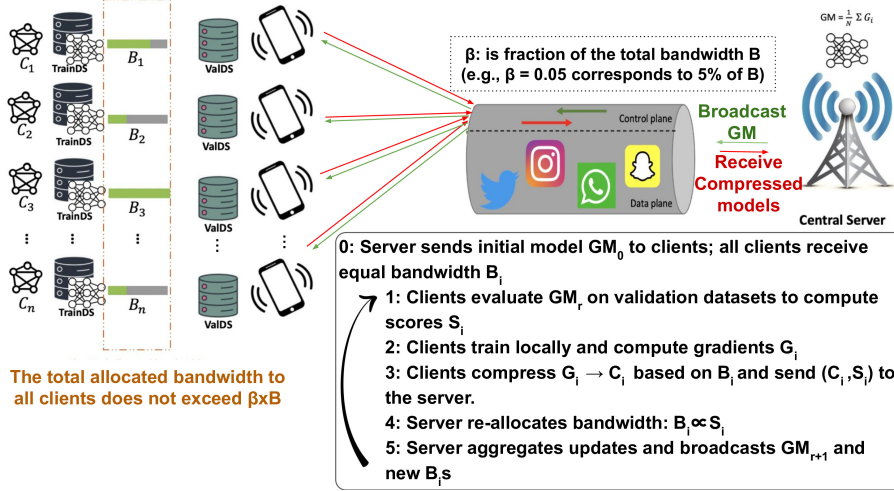 GM = 1/N Σ G_i
β: is fraction of the total bandwidth B
(e.g., β = 0.05 corresponds to 5% of B)
C_1
TrainDS
B_1
ValDS
C_2
TrainDS
B_2
ValDS
C_3
TrainDS
B_3
ValDS
...
...
...
...
...
C_n
TrainDS
B_n
ValDS
Control plane
Data plane
Broadcast
GM
Receive
Compressed
models
Central Server
The total allocated bandwidth to
all clients does not exceed βxB
0: Server sends initial model GM_0 to clients; all clients receive
equal bandwidth B_i
1: Clients evaluate GM_r on validation datasets to compute
scores S_i
2: Clients train locally and compute gradients G_i
3: Clients compress G_i → C_i based on B_i and send (C_i ,S_i) to
the server.
4: Server re-allocates bandwidth: B_i∝S_i
5: Server aggregates updates and broadcasts GM_{r+1} and
new B_is